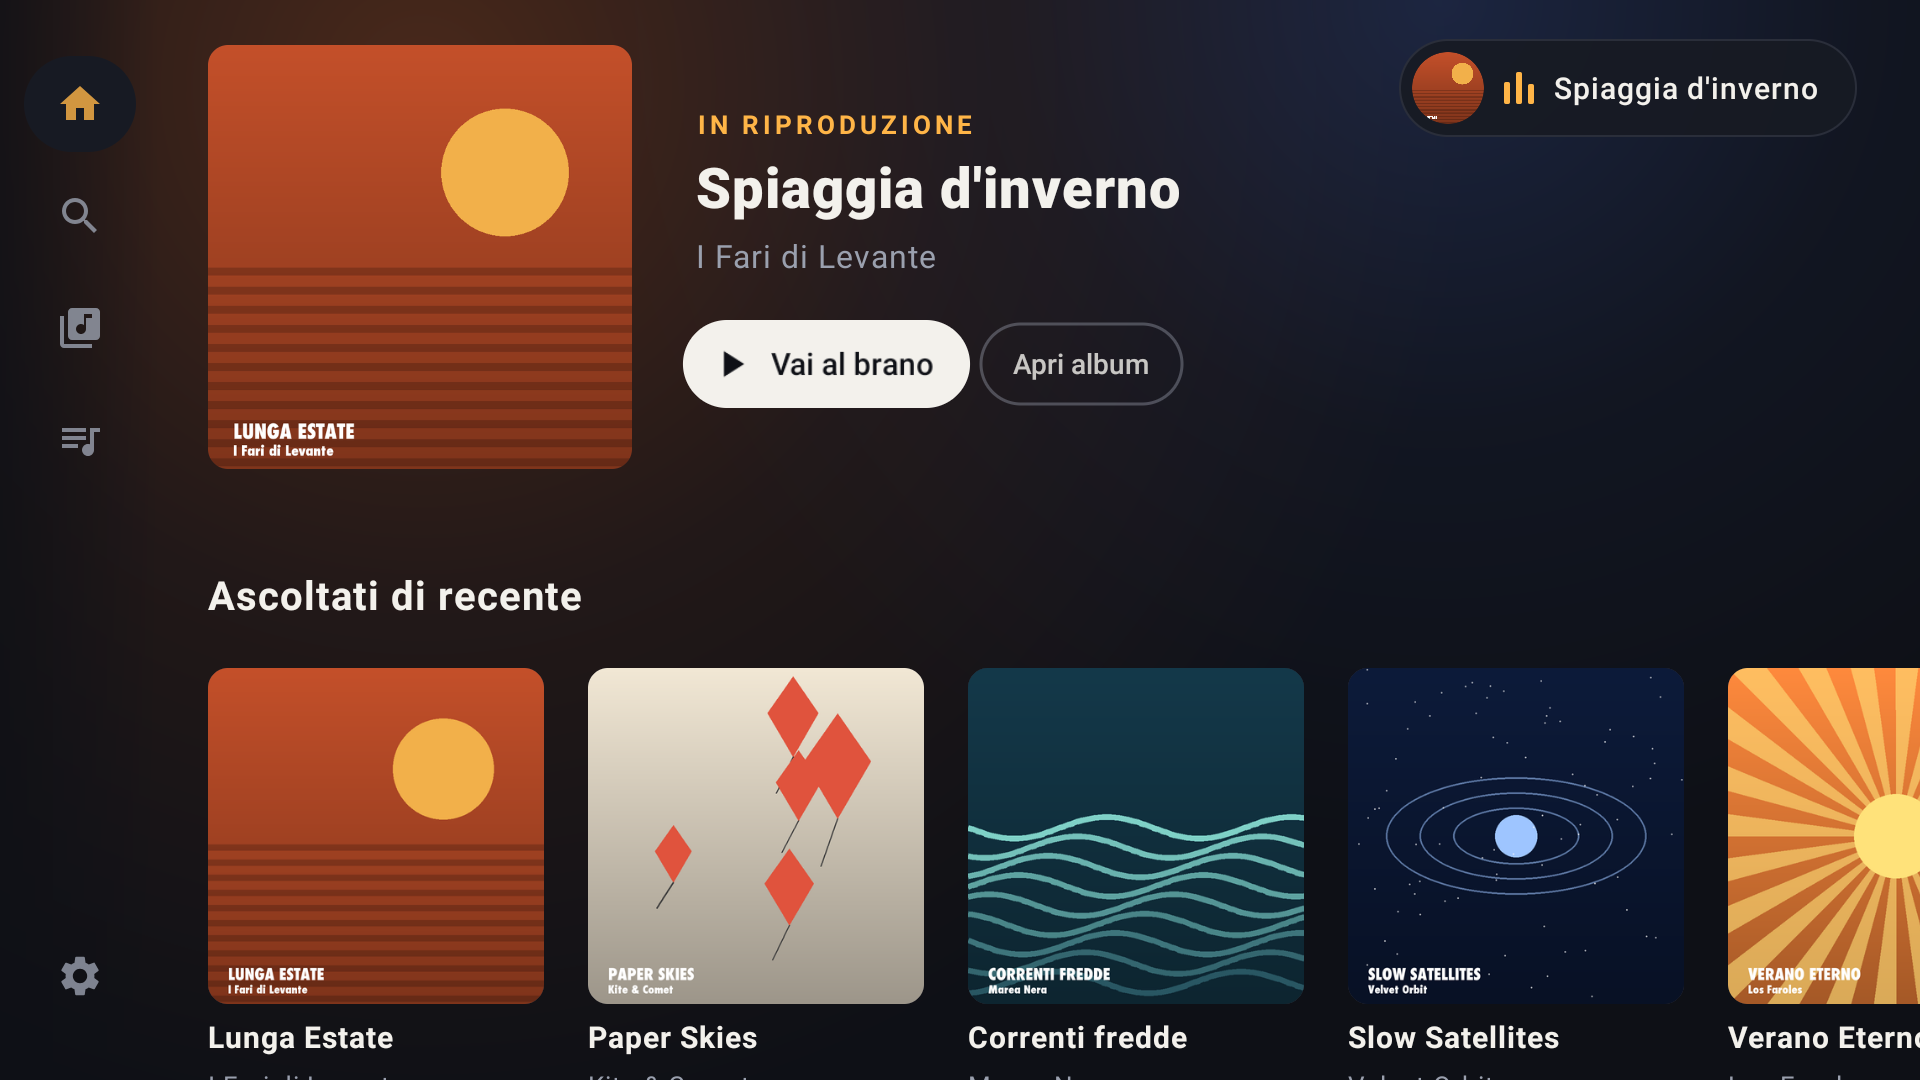 Spiaggia d'inverno
IN RIPRODUZIONE
Spiaggia d'inverno
I Fari di Levante
Vai al brano
Apri album
LUNGA ESTATE
I Fari di Levante
Ascoltati di recente
LUNGA ESTATE
I Fari di Levante
PAPER SKIES
Kite & Comet
CORRENTI FREDDE
Marea Nera
SLOW SATELLITES
Velvet Orbit
VERANO ETERNO
Los Faroles
Lunga Estate
Paper Skies
Correnti fredde
Slow Satellites
Verano Eterno